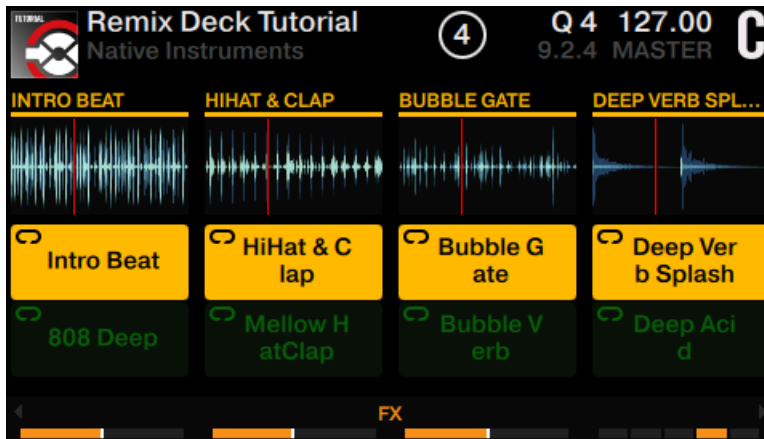 TUTORIAL
Remix Deck Tutorial
Native Instruments
4
Q 4 127.00
9.2.4 MASTER
C
INTRO BEAT HIHAT & CLAP BUBBLE GATE DEEP VERB SPL...
Intro Beat
HiHat & C
lap
Bubble G
ate
Deep Ver
b Splash
808 Deep
Mellow H
atClap
Bubble V
erb
Deep Aci
d
FX